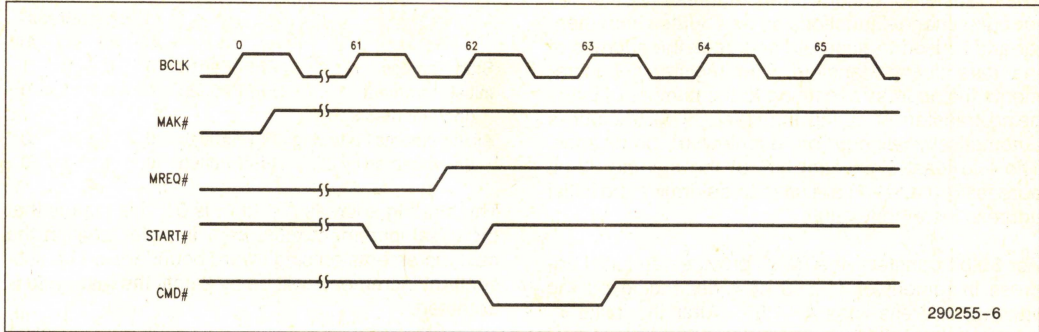 0 61 62 63 64 65
BCLK
MAK#
MREQ#
START#
CMD#
290255-6